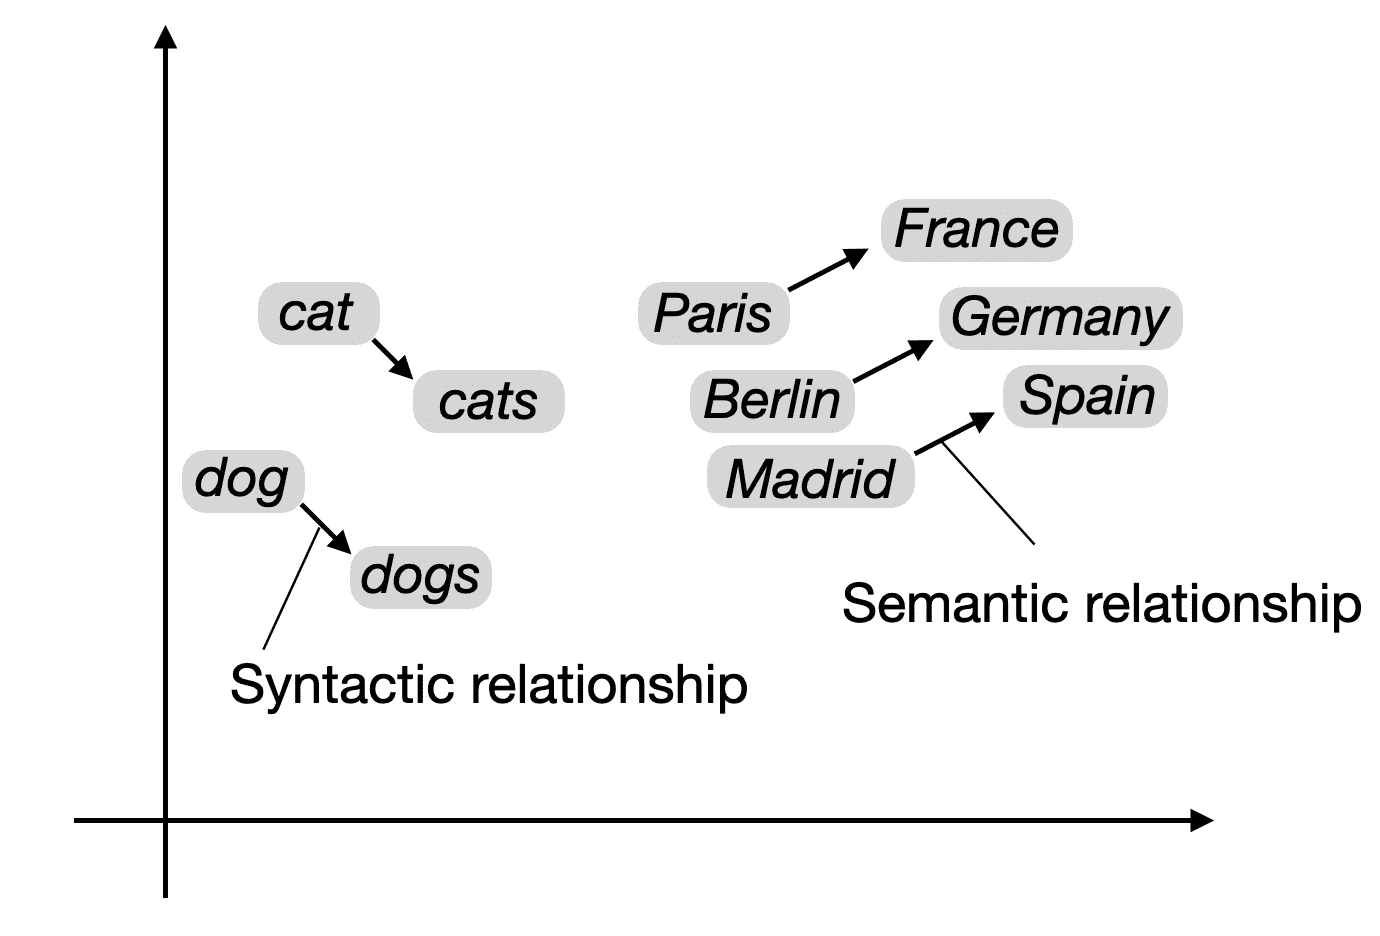 France
cat
Paris
Germany
cats
Berlin
Spain
dog
Madrid
dogs
Semantic relationship
Syntactic relationship